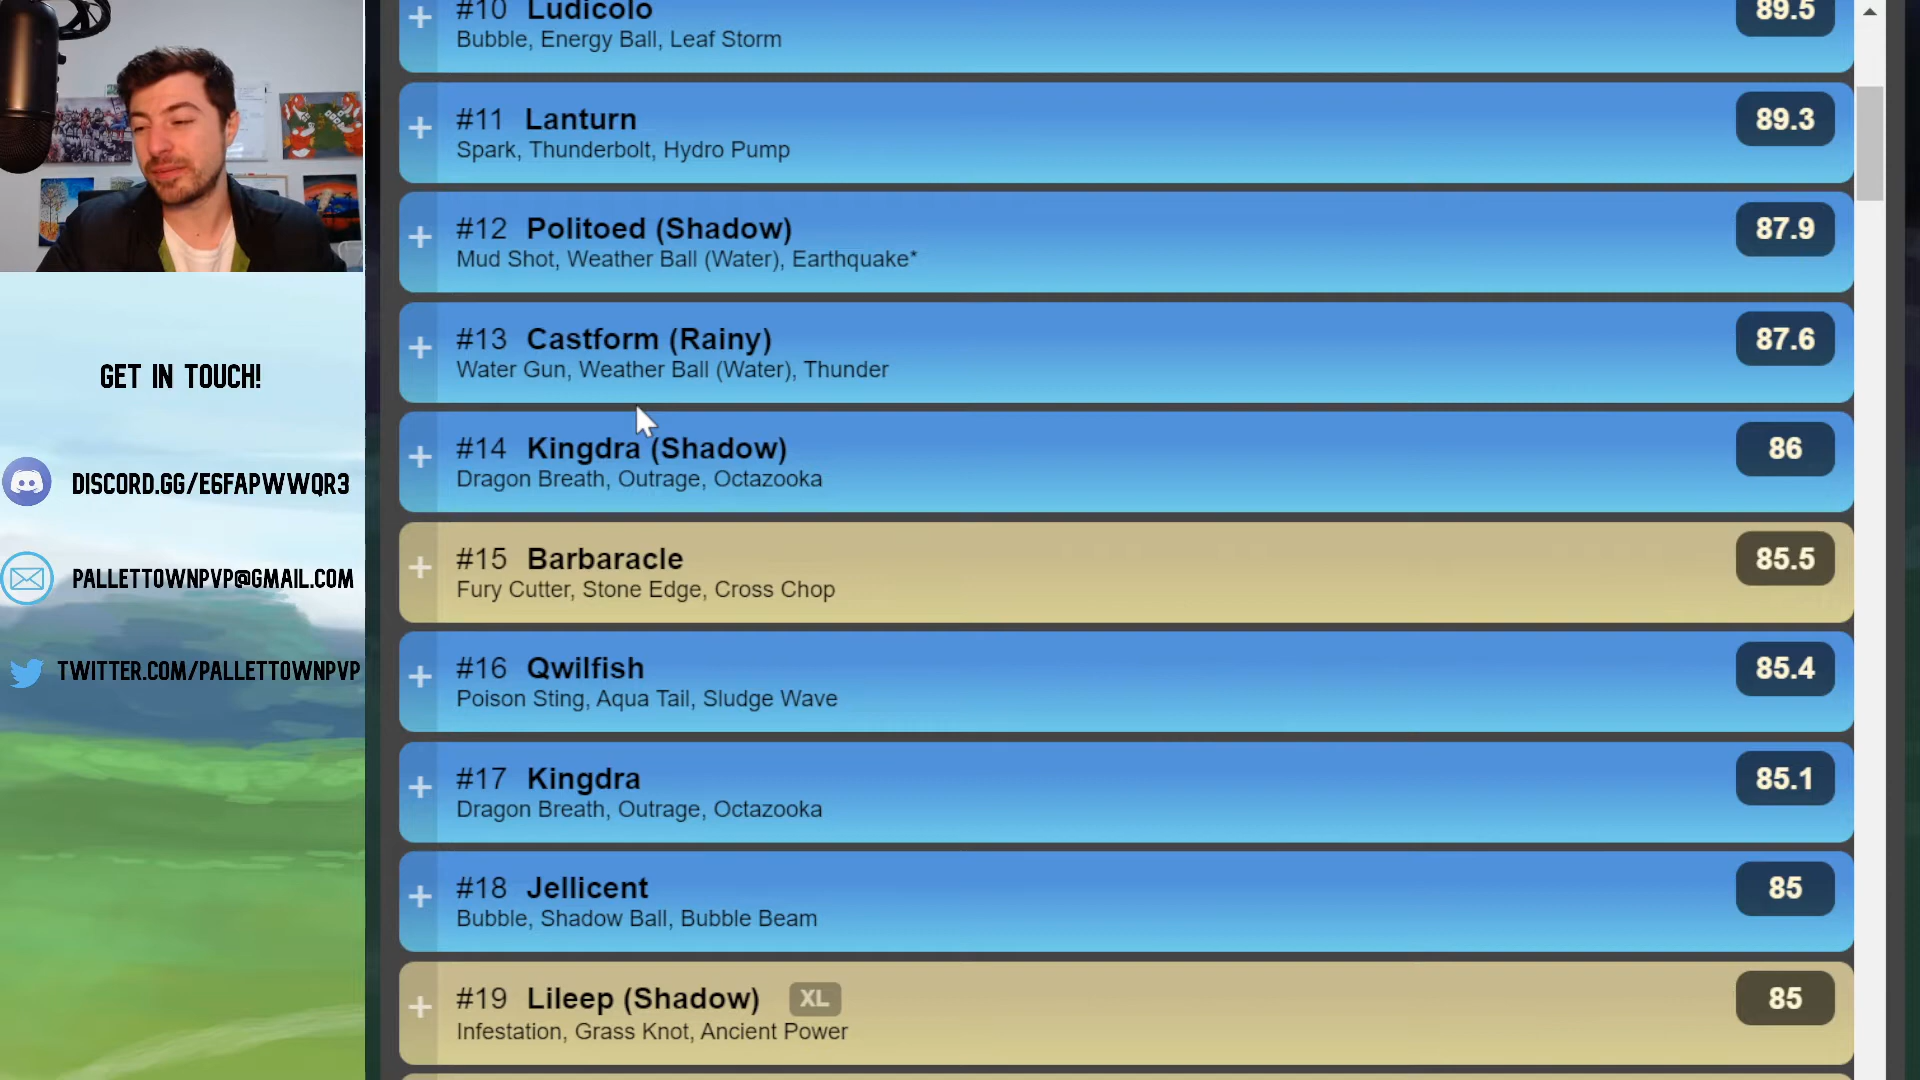 #10 Ludicolo 89.5
Bubble, Energy Ball, Leaf Storm
#11 Lanturn 89.3
Spark, Thunderbolt, Hydro Pump
#12 Politoed (Shadow) 87.9
Mud Shot, Weather Ball (Water), Earthquake*
#13 Castform (Rainy) 87.6
Water Gun, Weather Ball (Water), Thunder
#14 Kingdra (Shadow) 86
Dragon Breath, Outrage, Octazooka
#15 Barbaracle 85.5
Fury Cutter, Stone Edge, Cross Chop
#16 Qwilfish 85.4
Poison Sting, Aqua Tail, Sludge Wave
#17 Kingdra 85.1
Dragon Breath, Outrage, Octazooka
#18 Jellicent 85
Bubble, Shadow Ball, Bubble Beam
#19 Lileep (Shadow) XL 85
Infestation, Grass Knot, Ancient Power
GET IN TOUCH!
DISCORD.GG/E6FAPWWQR3
PALLETTOWNPVP@GMAIL.COM
TWITTER.COM/PALLETTOWNPVP